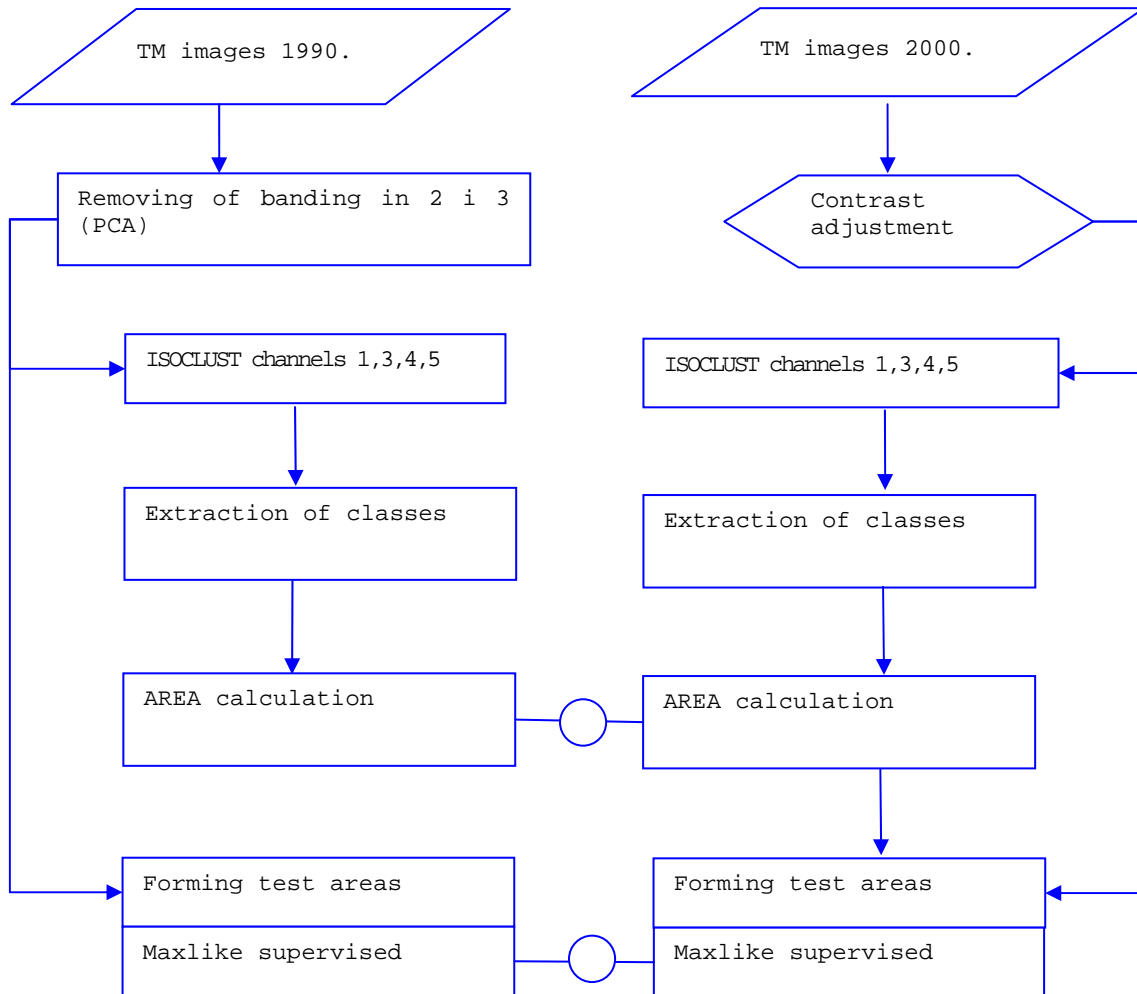 TM images 1990.
TM images 2000.
Removing of banding in 2 i 3
(PCA)
Contrast
adjustment
ISOCLUST channels 1,3,4,5
ISOCLUST channels 1,3,4,5
Extraction of classes
Extraction of classes
AREA calculation
AREA calculation
Forming test areas
Forming test areas
Maxlike supervised
Maxlike supervised